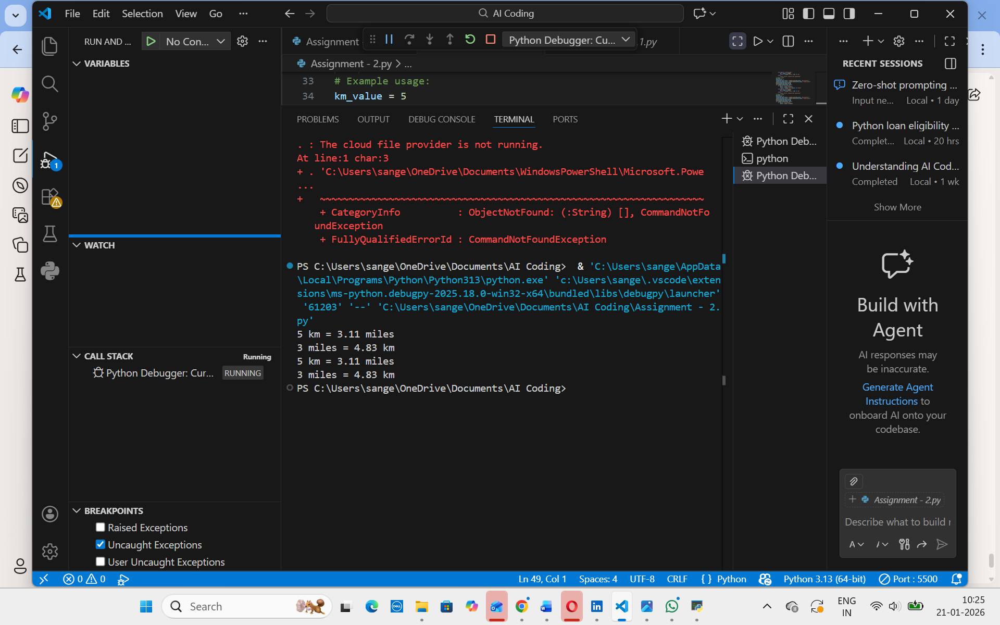 File Edit Selection View Go ···
AI Coding
RUN AND ...
No Con...
Assignment
Python Debugger: Cu...
1.py
VARIABLES
WATCH
CALL STACK
Running
Python Debugger: Cur...
RUNNING
BREAKPOINTS
Raised Exceptions
Uncaught Exceptions
User Uncaught Exceptions
1
Assignment - 2.py > ...
33 # Example usage:
34 km_value = 5
PROBLEMS OUTPUT DEBUG CONSOLE TERMINAL PORTS
. : The cloud file provider is not running.
At line:1 char:3
+ . 'C:\Users\sange\OneDrive\Documents\WindowsPowerShell\Microsoft.Powe
...
+   ~~~~~~~~~~~~~~~~~~~~~~~~~~~~~~~~~~~~~~~~~~~~~~~~~~~~~~~~~~~~~~~~~~~
+ CategoryInfo          : ObjectNotFound: (:String) [], CommandNotFo
undException
+ FullyQualifiedErrorId : CommandNotFoundException
PS C:\Users\sange\OneDrive\Documents\AI Coding>  & 'C:\Users\sange\AppData
\Local\Programs\Python\Python313\python.exe' 'c:\Users\sange\.vscode\exten
sions\ms-python.debugpy-2025.18.0-win32-x64\bundled\libs\debugpy\launcher'
'61203' '--' 'C:\Users\sange\OneDrive\Documents\AI Coding\Assignment - 2.
py'
5 km = 3.11 miles
3 miles = 4.83 km
5 km = 3.11 miles
3 miles = 4.83 km
PS C:\Users\sange\OneDrive\Documents\AI Coding>
Python Deb...
python
Python Deb...
RECENT SESSIONS
Zero-shot prompting ...
Input ne... Local • 1 day
Python loan eligibility ...
Complet... Local • 20 hrs
Understanding AI Cod...
Completed Local • 1 wk
Show More
Build with
Agent
AI responses may
be inaccurate.
Generate Agent
Instructions to
onboard AI onto your
codebase.
Assignment - 2.py
Describe what to build
A
0 0
Ln 49, Col 1 Spaces: 4 UTF-8 CRLF { } Python Python 3.13 (64-bit) Port : 5500
Search
DELL
ENG
IN
10:25
21-01-2026